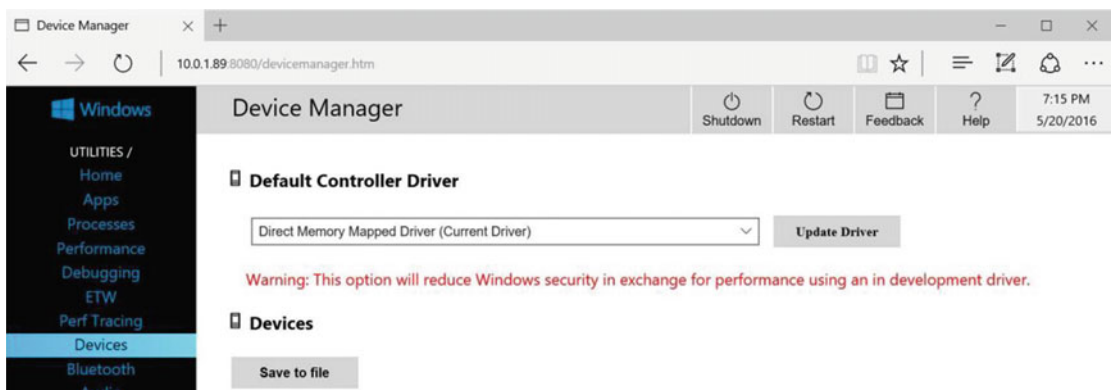 Device Manager
10.0.1.89:8080/devicemanager.htm
Windows
Device Manager
Shutdown
Restart
Feedback
Help
7:15 PM
5/20/2016
UTILITIES /
Home
Apps
Processes
Performance
Debugging
ETW
Perf Tracing
Devices
Bluetooth
Default Controller Driver
Direct Memory Mapped Driver (Current Driver)
Update Driver
Warning: This option will reduce Windows security in exchange for performance using an in development driver.
Devices
Save to file